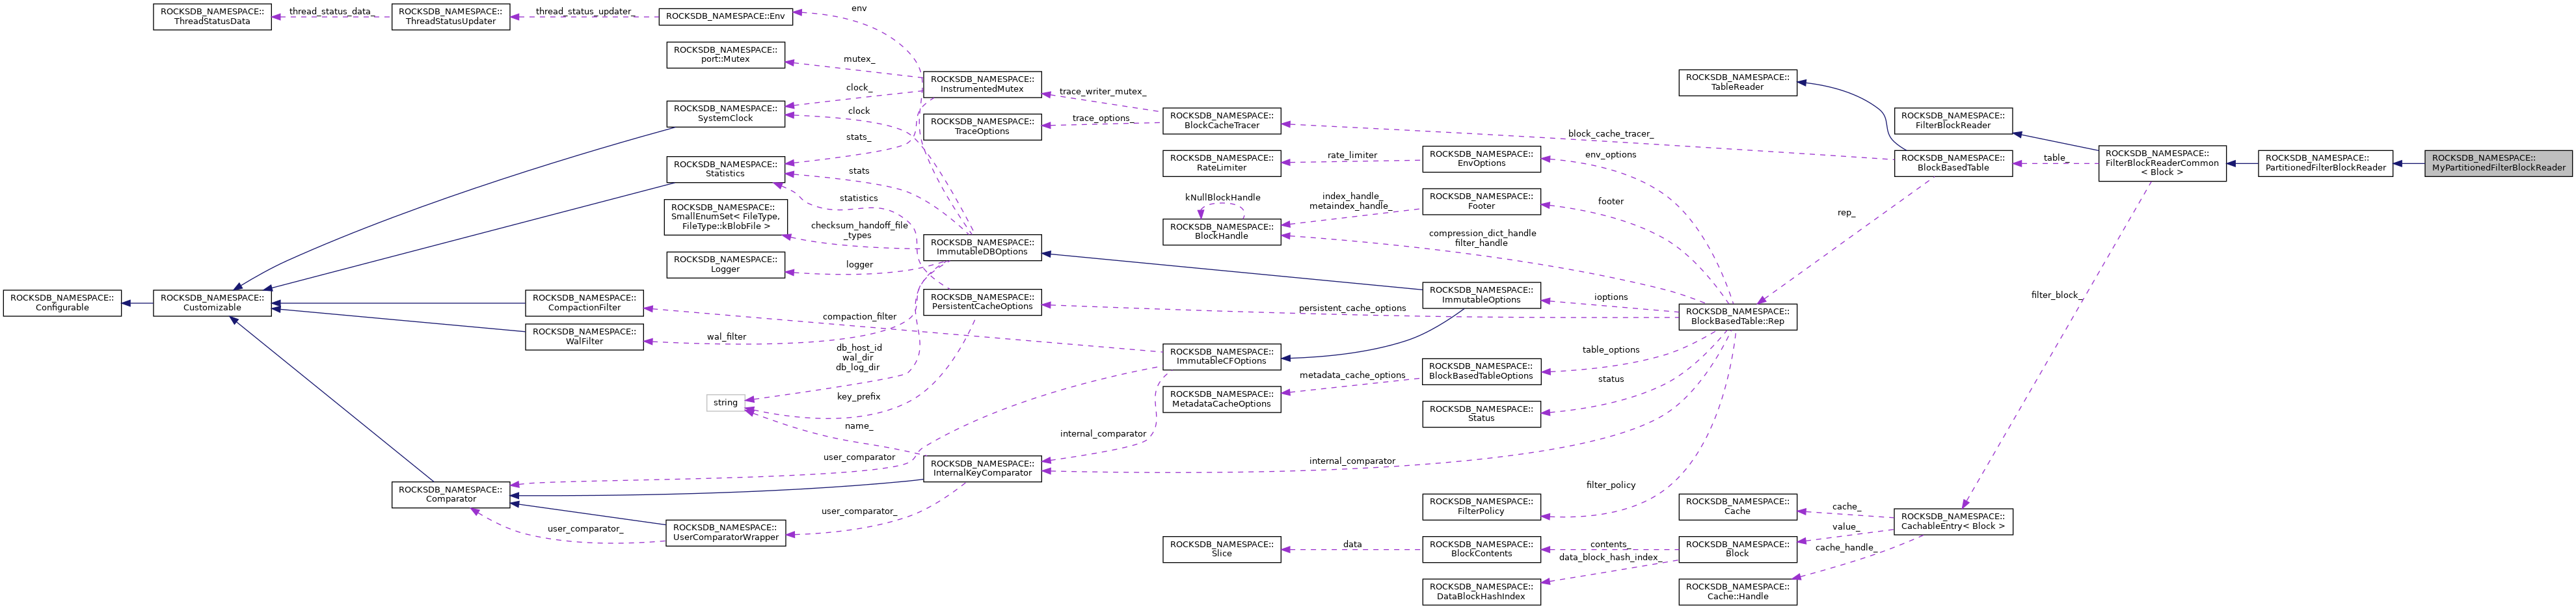 ROCKSDB_NAMESPACE::
ThreadStatusData
thread_status_data_
ROCKSDB_NAMESPACE::
ThreadStatusUpdater
thread_status_updater_
ROCKSDB_NAMESPACE::Env
env
ROCKSDB_NAMESPACE::
port::Mutex
mutex_
clock_
ROCKSDB_NAMESPACE::
InstrumentedMutex
trace_writer_mutex_
ROCKSDB_NAMESPACE::
SystemClock
clock
stats_
ROCKSDB_NAMESPACE::
TraceOptions
trace_options_
ROCKSDB_NAMESPACE::
BlockCacheTracer
block_cache_tracer_
ROCKSDB_NAMESPACE::
TableReader
ROCKSDB_NAMESPACE::
FilterBlockReader
ROCKSDB_NAMESPACE::
Statistics
stats
statistics
ROCKSDB_NAMESPACE::
RateLimiter
rate_limiter
ROCKSDB_NAMESPACE::
EnvOptions
env_options
ROCKSDB_NAMESPACE::
BlockBasedTable
table_
ROCKSDB_NAMESPACE::
FilterBlockReaderCommon
< Block >
ROCKSDB_NAMESPACE::
PartitionedFilterBlockReader
ROCKSDB_NAMESPACE::
MyPartitionedFilterBlockReader
ROCKSDB_NAMESPACE::
SmallEnumSet< FileType,
FileType::kBlobFile >
checksum_handoff_file
_types
kNullBlockHandle
ROCKSDB_NAMESPACE::
BlockHandle
index_handle_
metaindex_handle_
ROCKSDB_NAMESPACE::
Footer
footer
rep_
compression_dict_handle
filter_handle
ROCKSDB_NAMESPACE::
Logger
logger
ROCKSDB_NAMESPACE::
ImmutableDBOptions
ROCKSDB_NAMESPACE::
Configurable
ROCKSDB_NAMESPACE::
Customizable
ROCKSDB_NAMESPACE::
CompactionFilter
compaction_filter
ROCKSDB_NAMESPACE::
PersistentCacheOptions
persistent_cache_options
ROCKSDB_NAMESPACE::
ImmutableOptions
ioptions
ROCKSDB_NAMESPACE::
BlockBasedTable::Rep
filter_block_
ROCKSDB_NAMESPACE::
WalFilter
wal_filter
db_host_id
wal_dir
db_log_dir
ROCKSDB_NAMESPACE::
ImmutableCFOptions
table_options
string
key_prefix
name_
ROCKSDB_NAMESPACE::
MetadataCacheOptions
metadata_cache_options
ROCKSDB_NAMESPACE::
BlockBasedTableOptions
status
ROCKSDB_NAMESPACE::
Status
internal_comparator
user_comparator
ROCKSDB_NAMESPACE::
InternalKeyComparator
internal_comparator
filter_policy
ROCKSDB_NAMESPACE::
Comparator
user_comparator_
ROCKSDB_NAMESPACE::
UserComparatorWrapper
user_comparator_
ROCKSDB_NAMESPACE::
FilterPolicy
ROCKSDB_NAMESPACE::
Cache
cache_
value_
cache_handle_
ROCKSDB_NAMESPACE::
CachableEntry< Block >
ROCKSDB_NAMESPACE::
Slice
data
ROCKSDB_NAMESPACE::
BlockContents
contents_
data_block_hash_index_
ROCKSDB_NAMESPACE::
Block
ROCKSDB_NAMESPACE::
DataBlockHashIndex
ROCKSDB_NAMESPACE::
Cache::Handle